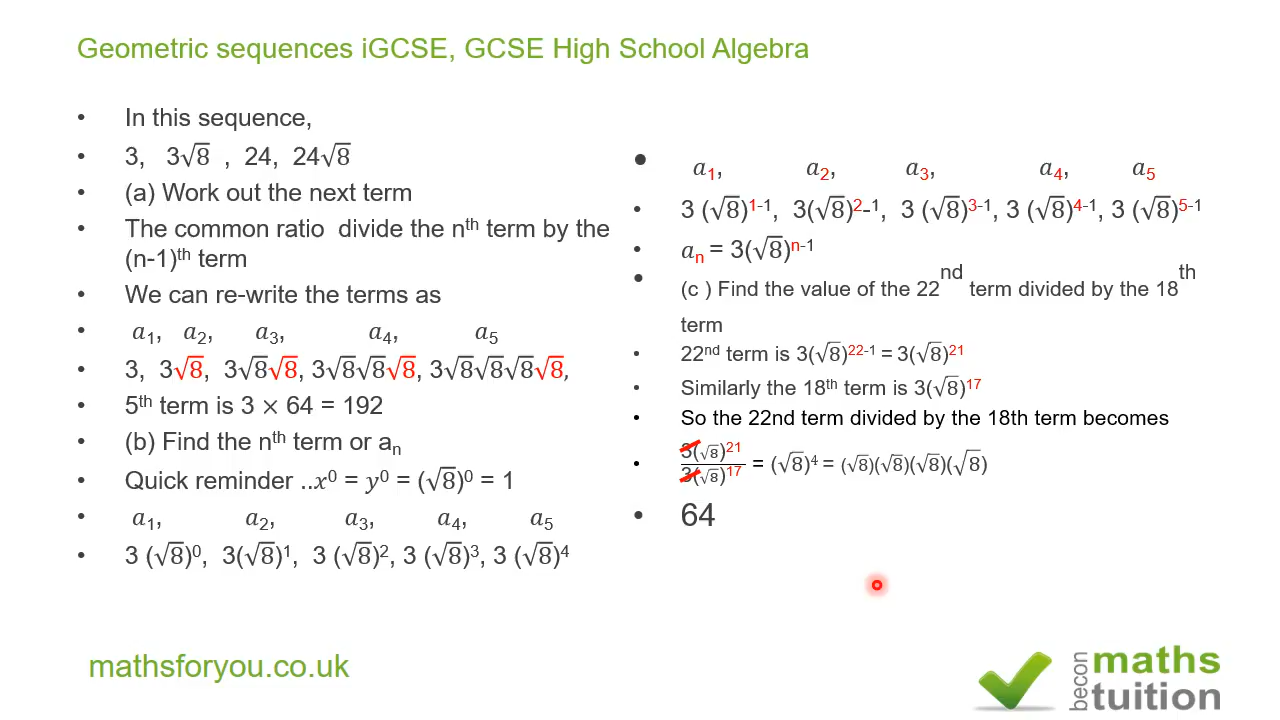 Geometric sequences iGCSE, GCSE High School Algebra
• In this sequence,
• 3, 3√8 , 24, 24√8
• (a) Work out the next term
• The common ratio divide the nᵗʰ term by the
(n-1)ᵗʰ term
• We can re-write the terms as
• a₁, a₂, a₃, a₄, a₅
• 3, 3√8, 3√8√8, 3√8√8√8, 3√8√8√8√8,
• 5ᵗʰ term is 3 × 64 = 192
• (b) Find the nᵗʰ term or aₙ
• Quick reminder ..x⁰ = y⁰ = (√8)⁰ = 1
• a₁, a₂, a₃, a₄, a₅
• 3 (√8)⁰, 3(√8)¹, 3 (√8)², 3 (√8)³, 3 (√8)⁴
• a₁, a₂, a₃, a₄, a₅
• 3 (√8)¹⁻¹, 3(√8)²-1, 3 (√8)³⁻¹, 3 (√8)⁴⁻¹, 3 (√8)⁵⁻¹
• aₙ = 3(√8)ⁿ⁻¹
• (c ) Find the value of the 22ⁿᵈ term divided by the 18ᵗʰ
term
• 22ⁿᵈ term is 3(√8)²²⁻¹ = 3(√8)²¹
• Similarly the 18ᵗʰ term is 3(√8)¹⁷
• So the 22nd term divided by the 18th term becomes
• 3(√8)²¹/3(√8)¹⁷ = (√8)⁴ = (√8)(√8)(√8)(√8)
• 64
mathsforyou.co.uk
becon maths tuition